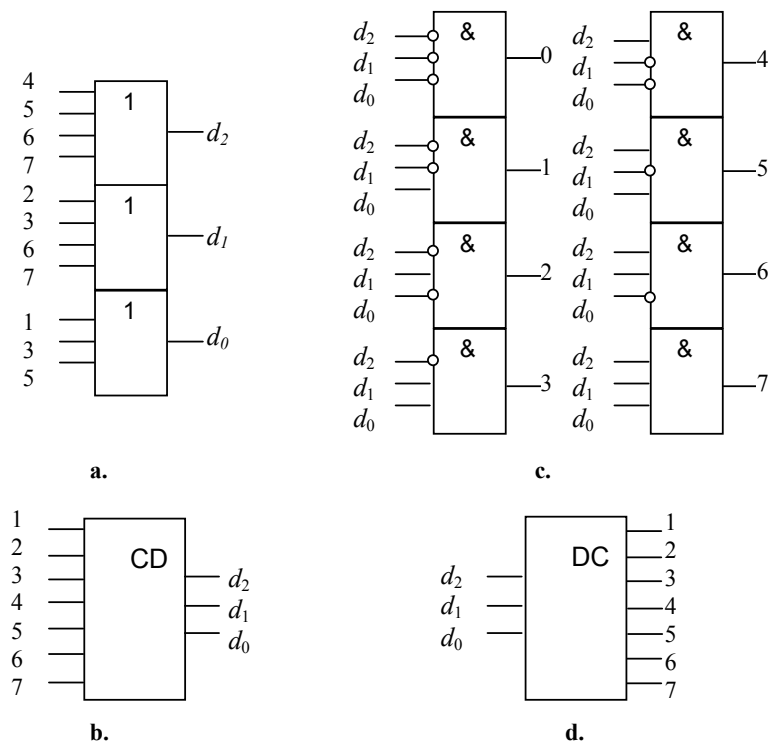 4
5
6
7
1
d₂
2
3
6
7
1
d₁
1
3
5
1
d₀
a.
d₂
d₁
d₀
&
0
d₂
d₁
d₀
&
1
d₂
d₁
d₀
&
2
d₂
d₁
d₀
&
3
d₂
d₁
d₀
&
4
d₂
d₁
d₀
&
5
d₂
d₁
d₀
&
6
d₂
d₁
d₀
&
7
c.
1
2
3
4
5
6
7
CD
d₂
d₁
d₀
b.
d₂
d₁
d₀
DC
1
2
3
4
5
6
7
d.